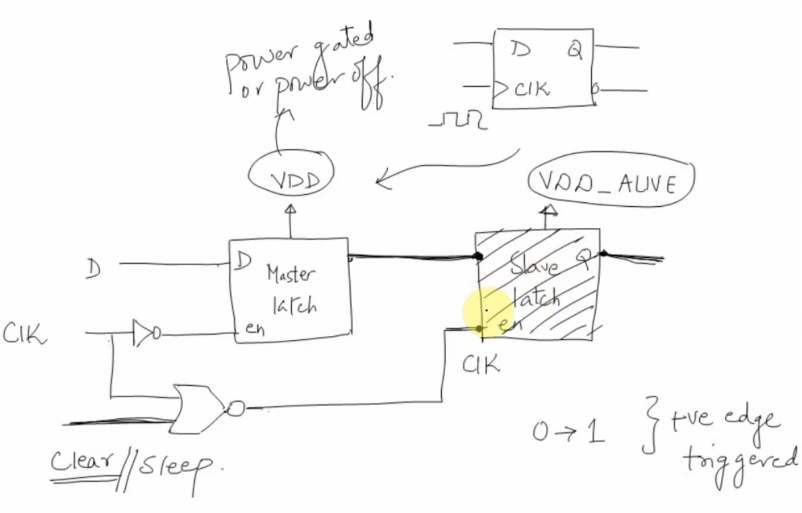 power gated
or power off.
D Q
CLK
VDD
VDD_ALIVE
D
D
Master
latch
en
Slave Q
latch
en
CLK
CLK
Clear//Sleep.
0→1 } +ve edge
triggered